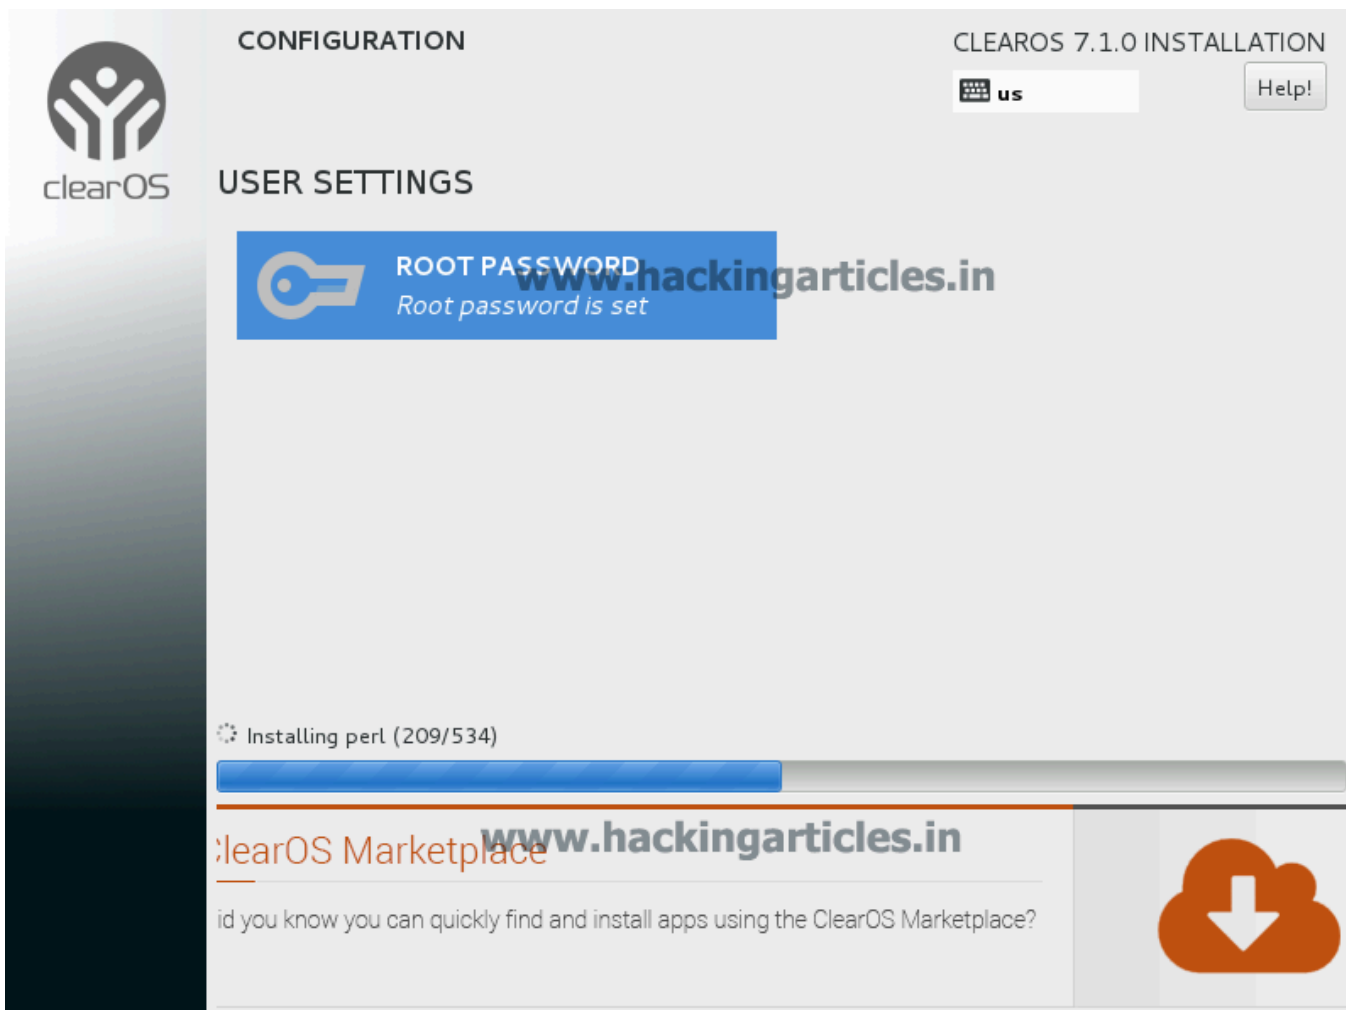 CONFIGURATION
CLEAROS 7.1.0 INSTALLATION
us
Help!
clearOS
USER SETTINGS
ROOT PASSWORD
www.hackingarticles.in
Root password is set
Installing perl (209/534)
learOS Marketplace
www.hackingarticles.in
id you know you can quickly find and install apps using the ClearOS Marketplace?